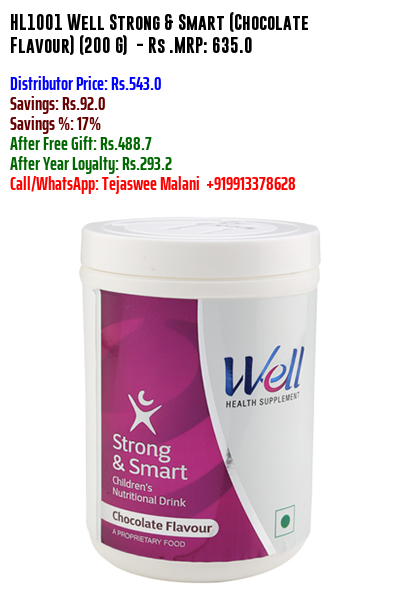 HL1001 Well Strong & Smart (Chocolate
Flavour) (200 G) - Rs .MRP: 635.0
Distributor Price: Rs.543.0
Savings: Rs.92.0
Savings %: 17%
After Free Gift: Rs.488.7
After Year Loyalty: Rs.293.2
Call/WhatsApp: Tejaswee Malani +919913378628
Well
HEALTH SUPPLEMENT
Strong
& Smart
Children's
Nutritional Drink
Chocolate Flavour
A PROPRIETARY FOOD